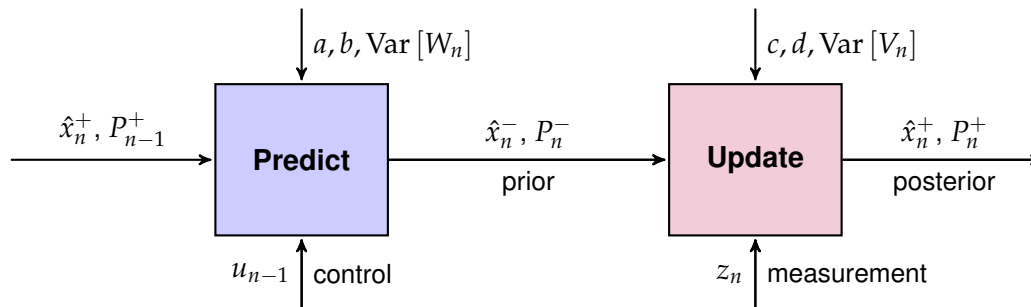 a, b, Var [W_n]
c, d, Var [V_n]
x̂_n^+, P_{n−1}^+
Predict
x̂_n^-, P_n^-
prior
Update
x̂_n^+, P_n^+
posterior
u_{n−1} control
z_n measurement